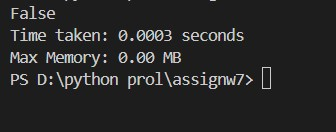 False
Time taken: 0.0003 seconds
Max Memory: 0.00 MB
PS D:\python prol\assignw7>